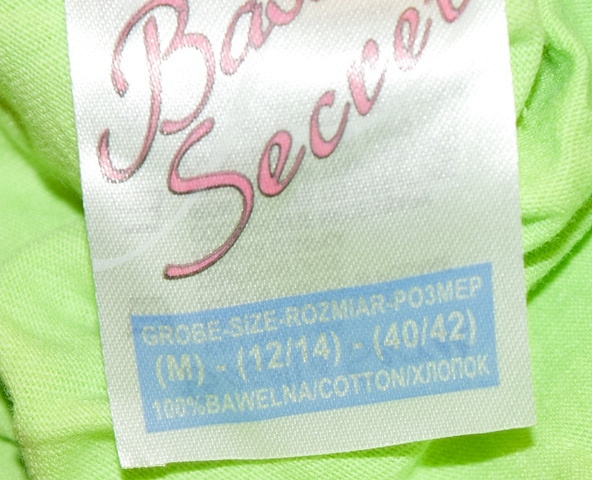 Secret
GROBE-SIZE-ROZMIAR-РОЗМЕР
(M) - (12/14) - (40/42)
100%BAWELNA/COTTON/ХЛОПОК